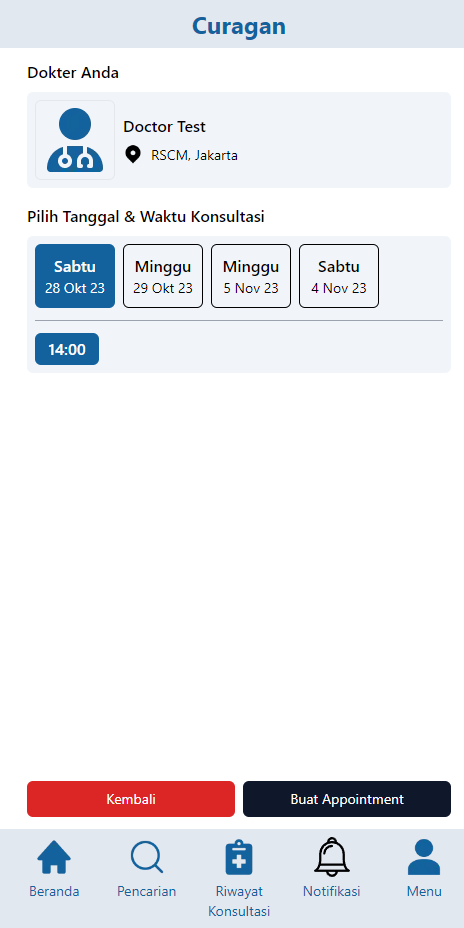 Curagan
Dokter Anda
Doctor Test
RSCM, Jakarta
Pilih Tanggal & Waktu Konsultasi
Sabtu
28 Okt 23
Minggu
29 Okt 23
Minggu
5 Nov 23
Sabtu
4 Nov 23
14:00
Kembali
Buat Appointment
Beranda
Pencarian
Riwayat
Konsultasi
Notifikasi
Menu